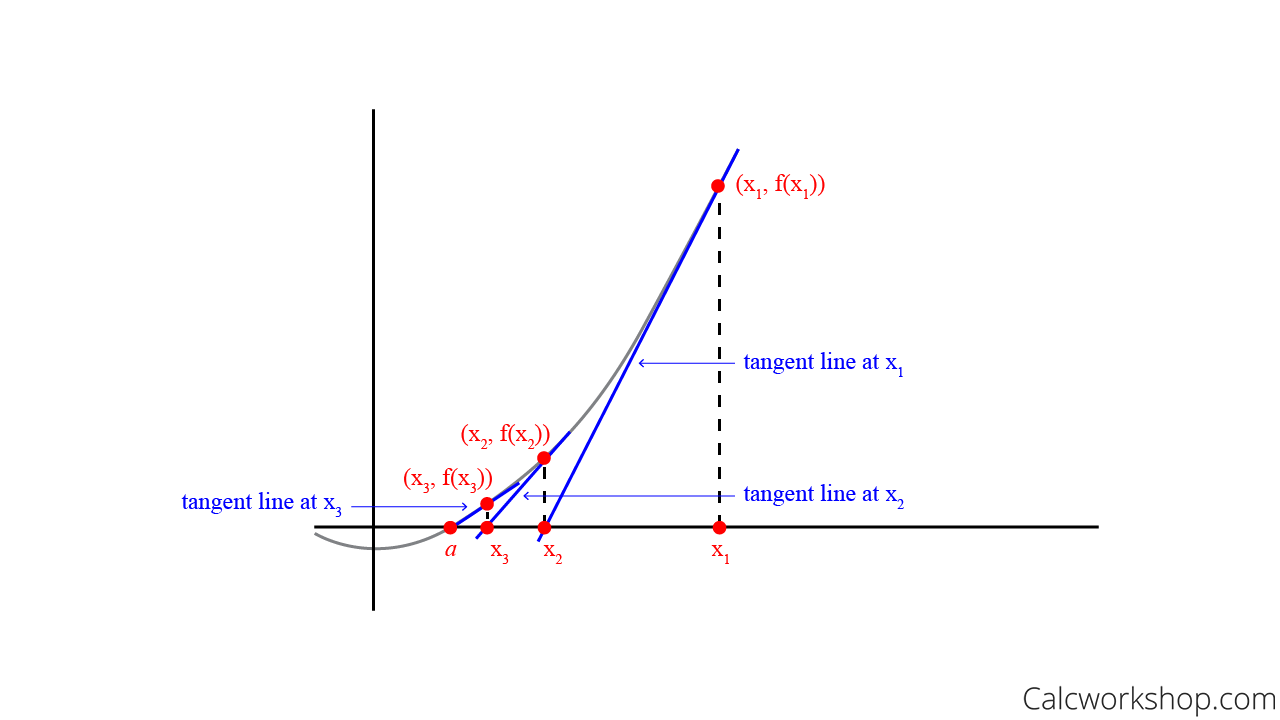 (x₁, f(x₁))
tangent line at x₁
(x₂, f(x₂))
(x₃, f(x₃))
tangent line at x₃
tangent line at x₂
a
x₃
x₂
x₁
Calcworkshop.com